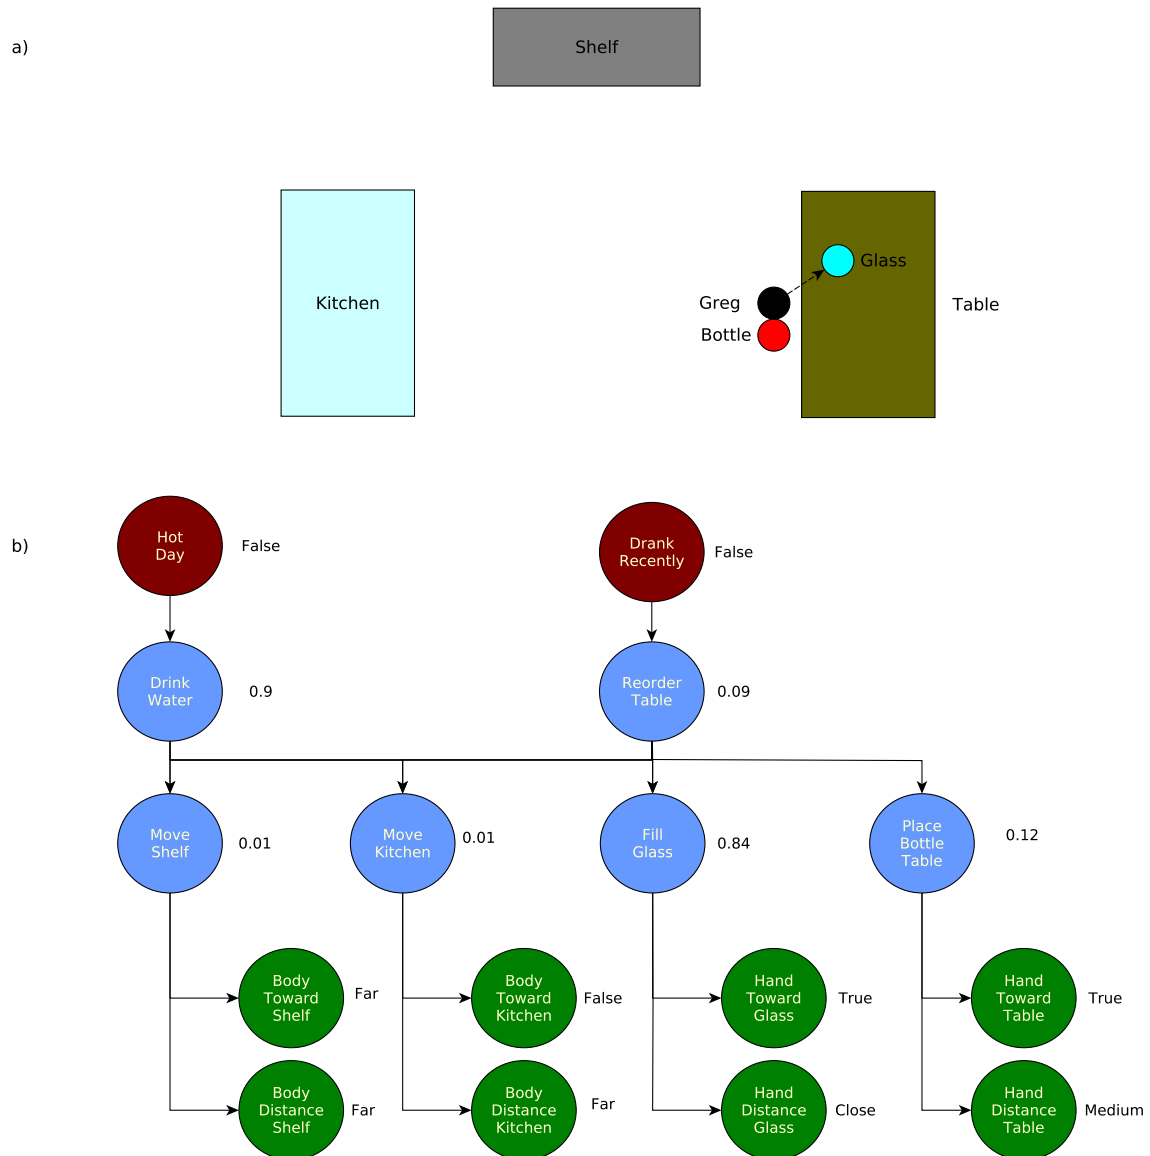 a)
Shelf
Kitchen
Glass
Greg
Bottle
Table
b)
Hot
Day
False
Drank
Recently
False
Drink
Water
0.9
Reorder
Table
0.09
Move
Shelf
0.01
Move
Kitchen
0.01
Fill
Glass
0.84
Place
Bottle
Table
0.12
Body
Toward
Shelf
Far
Body
Toward
Kitchen
False
Hand
Toward
Glass
True
Hand
Toward
Table
True
Body
Distance
Shelf
Far
Body
Distance
Kitchen
Far
Hand
Distance
Glass
Close
Hand
Distance
Table
Medium